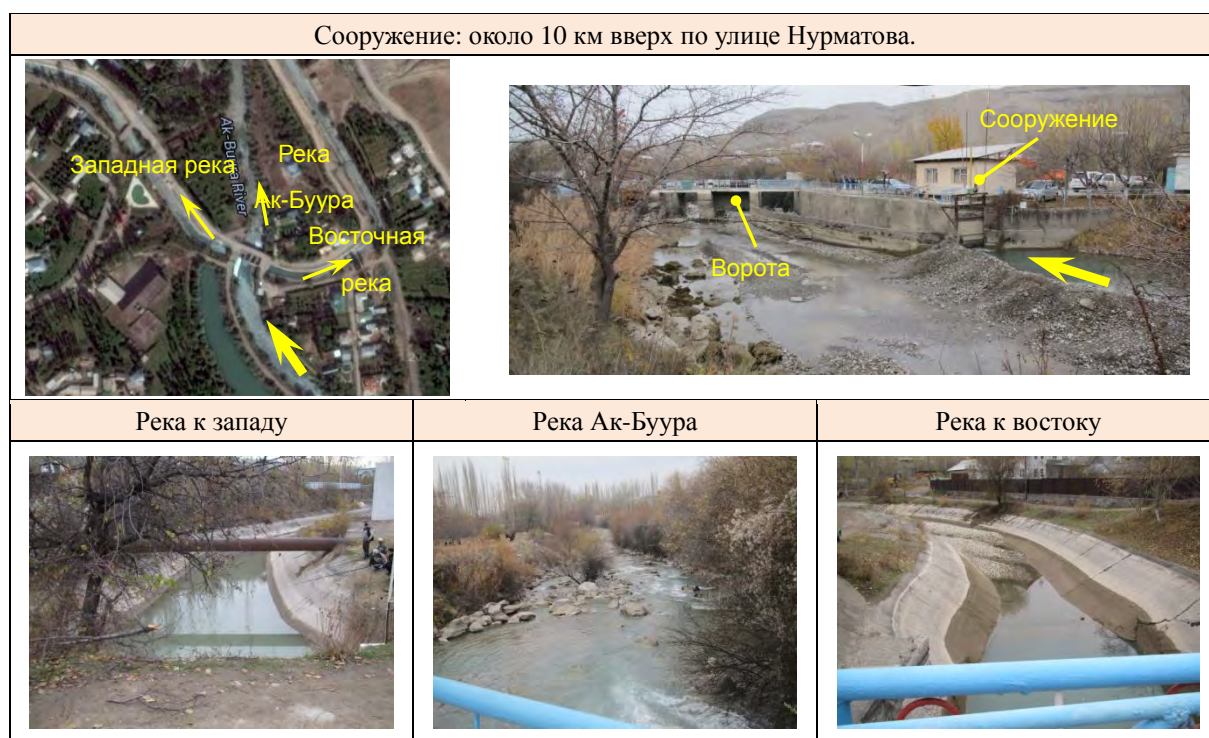 Сооружение: около 10 км вверх по улице Нурматова.
Западная река
Ak-Buura River
Река
Ак-Буура
Восточная
река
Сооружение
Ворота
Река к западу
Река Ак-Буура
Река к востоку